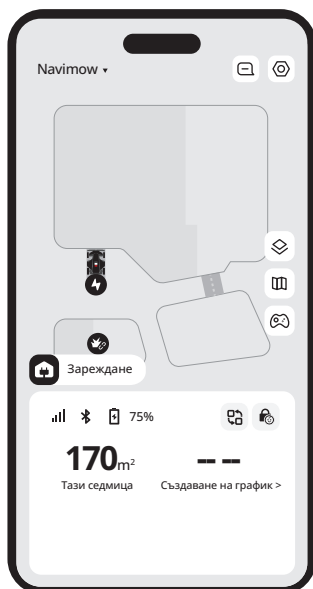 Navimow
Зареждане
75%
170m²
-- --
Тази седмица
Създаване на график >